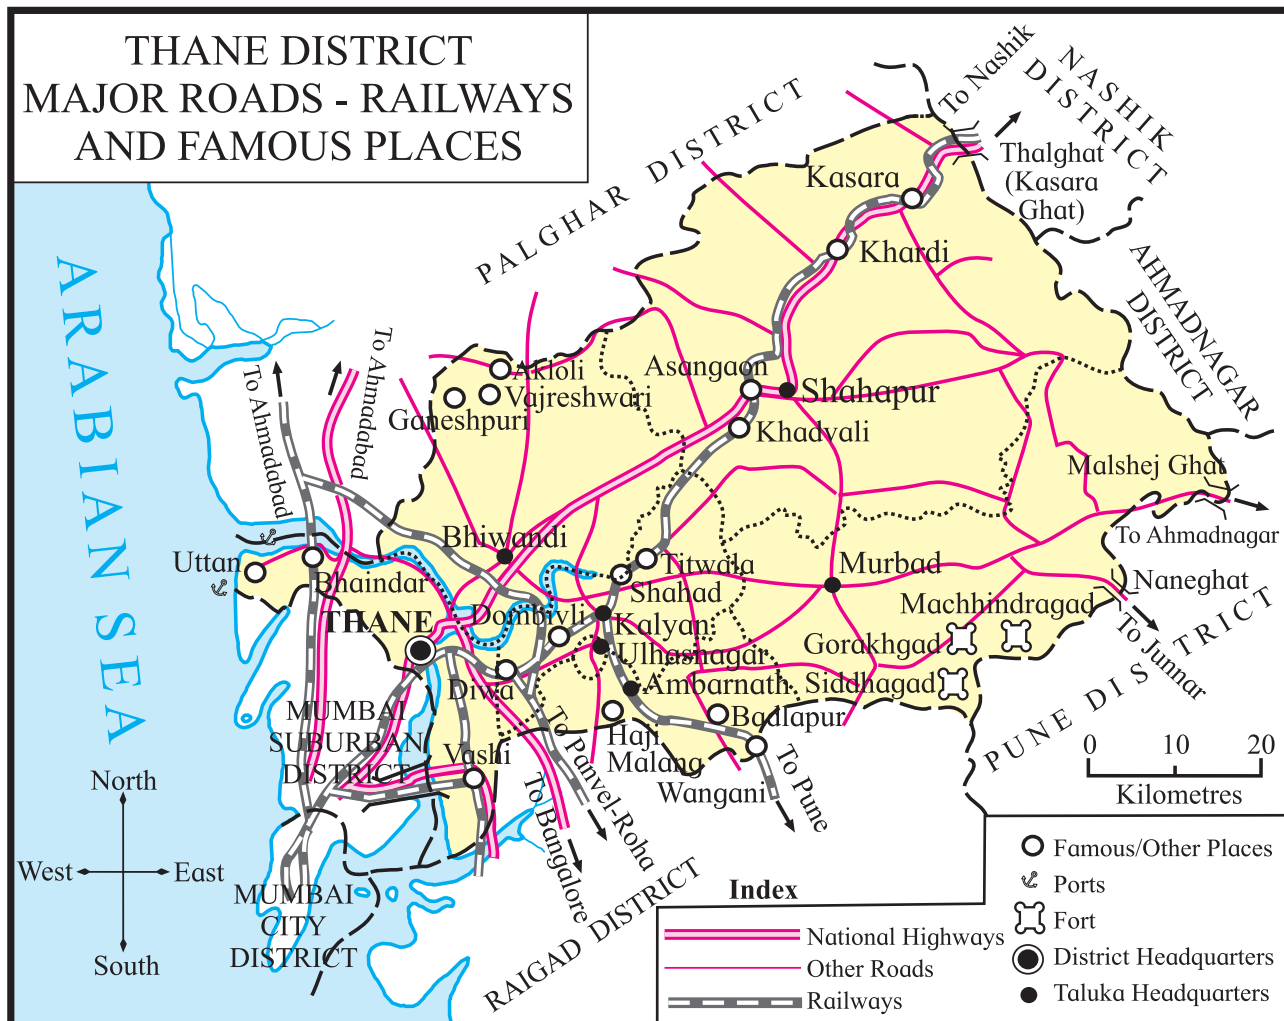 THANE DISTRICT
MAJOR ROADS - RAILWAYS
AND FAMOUS PLACES
To Nashik
NASHIK
DISTRICT
PALGHAR DISTRICT
Thalghat
(Kasara
Ghat)
Kasara
Khardi
AHMADNAGAR
DISTRICT
ARABIAN SEA
To Ahmadabad
To Ahmadabad
Akloli
Vajreshwari
Ganeshpuri
Asangaon
Shahapur
Khadvali
Malshej Ghat
To Ahmadnagar
Bhiwandi
Uttan
Bhaindar
Titwala
Shahad
Murbad
Naneghat
Machhindragad
THANE
Dombivli
Kalyan
Gorakhgad
To Junnar
Ulhasnagar
Diwa
Ambarnath
Siddhagad
PUNE DISTRICT
MUMBAI
SUBURBAN
DISTRICT
Badlapur
Haji
Malang
Vashi
Wangani
To Panvel-Roha
To Pune
To Bangalore
RAIGAD DISTRICT
0 10 20
Kilometres
North
West
East
South
MUMBAI
CITY
DISTRICT
Index
National Highways
Other Roads
Railways
Famous/Other Places
Ports
Fort
District Headquarters
Taluka Headquarters